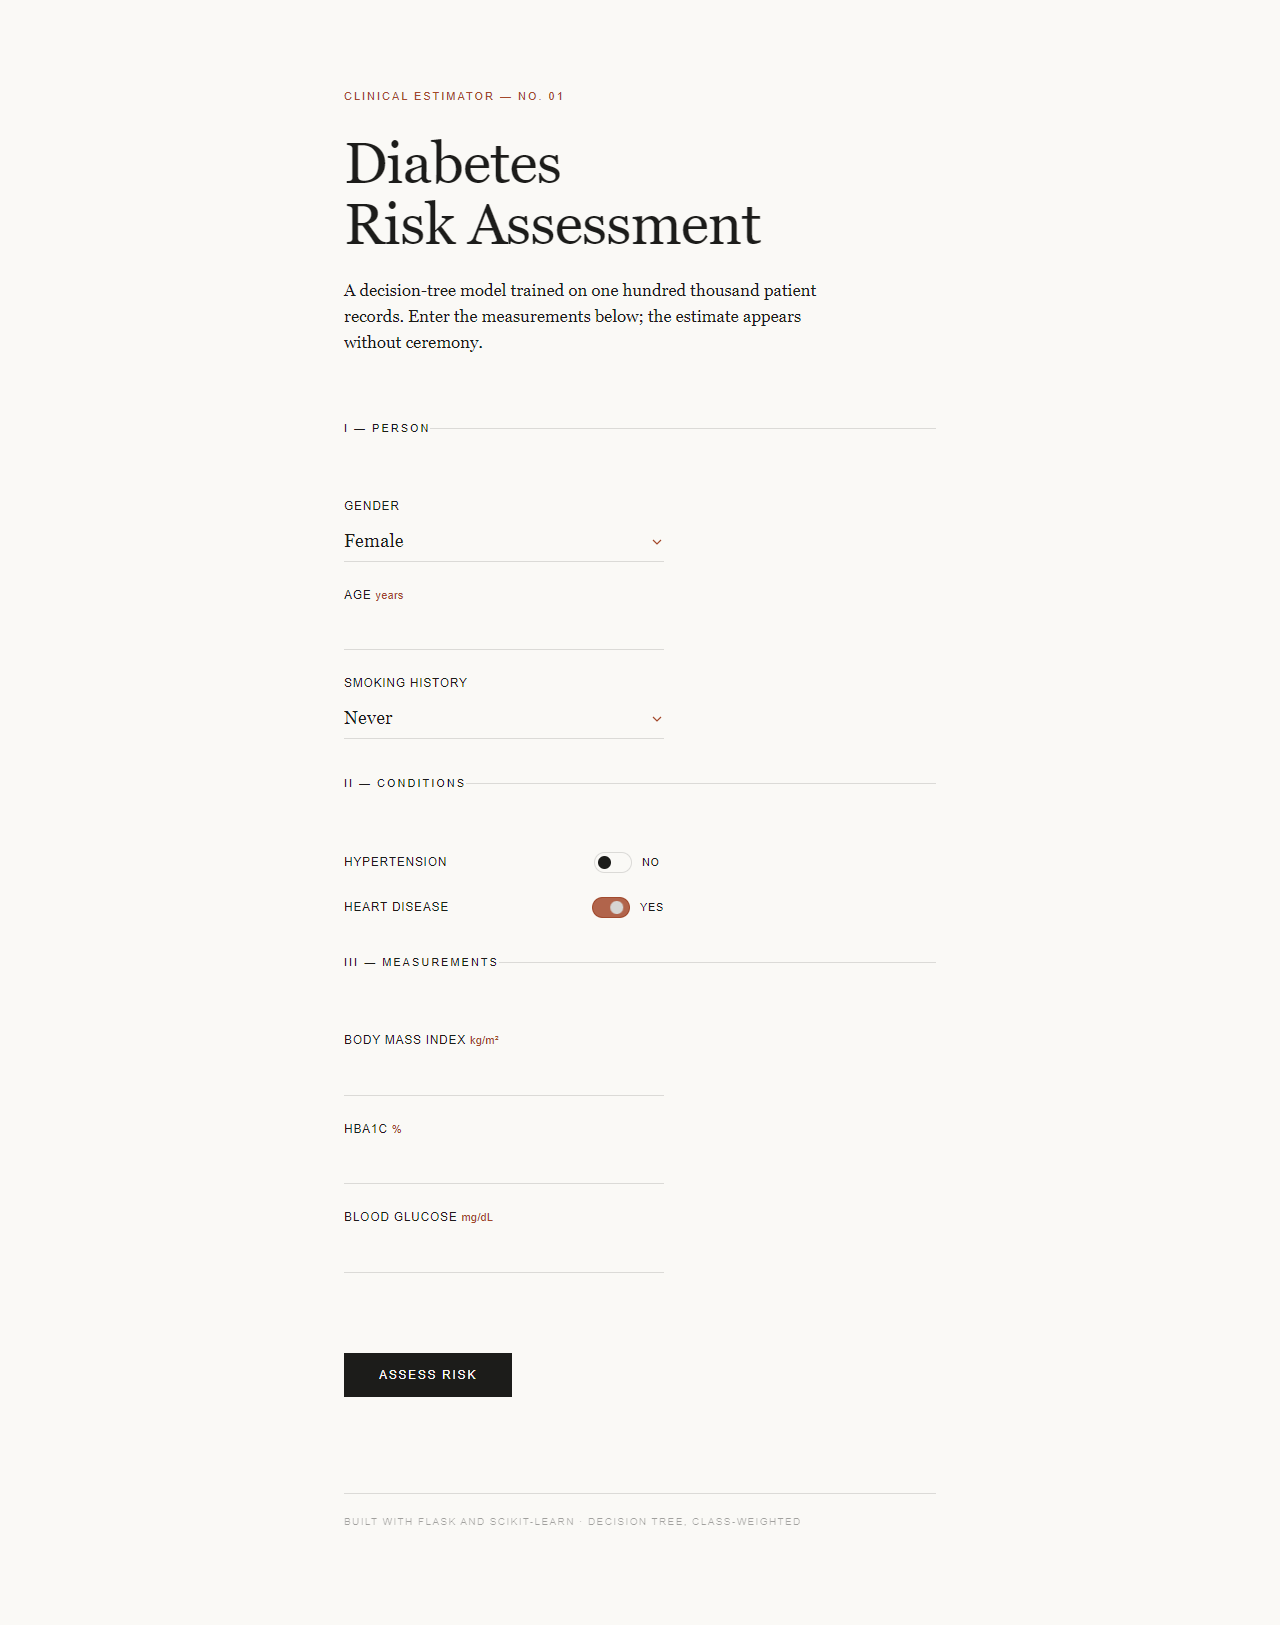 CLINICAL ESTIMATOR — NO. 01
Diabetes
Risk Assessment
A decision-tree model trained on one hundred thousand patient
records. Enter the measurements below; the estimate appears
without ceremony.
I — PERSON
GENDER
Female
AGE years
SMOKING HISTORY
Never
II — CONDITIONS
HYPERTENSION NO
HEART DISEASE YES
III — MEASUREMENTS
BODY MASS INDEX kg/m²
HBA1C %
BLOOD GLUCOSE mg/dL
ASSESS RISK
BUILT WITH FLASK AND SCIKIT-LEARN · DECISION TREE, CLASS-WEIGHTED